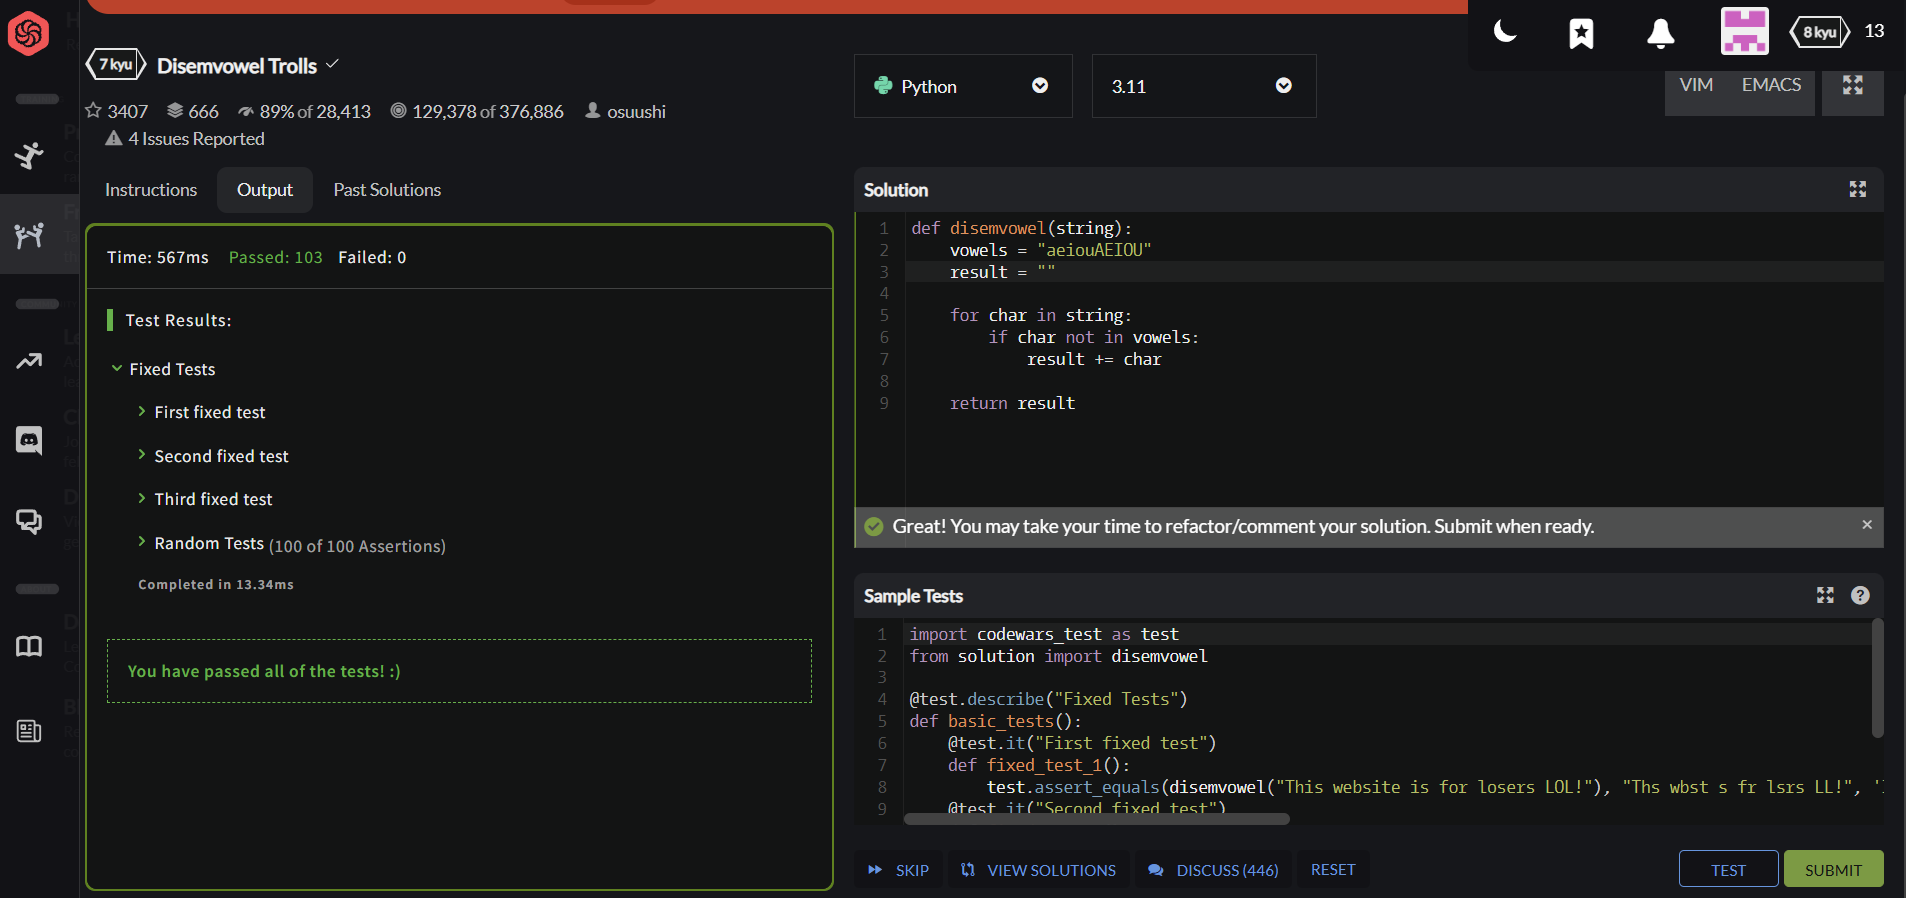 7 kyu Disemvowel Trolls
3407 666 89% of 28,413 129,378 of 376,886 osuushi
4 Issues Reported
Python
3.11
8 kyu 13
VIM EMACS
Instructions Output Past Solutions
Time: 567ms Passed: 103 Failed: 0
Test Results:
Fixed Tests
First fixed test
Second fixed test
Third fixed test
Random Tests (100 of 100 Assertions)
Completed in 13.34ms
You have passed all of the tests! :)
Solution
1 def disemvowel(string):
2 vowels = "aeiouAEIOU"
3 result = ""
4
5 for char in string:
6 if char not in vowels:
7 result += char
8
9 return result
Great! You may take your time to refactor/comment your solution. Submit when ready.
Sample Tests
1 import codewars_test as test
2 from solution import disemvowel
3
4 @test.describe("Fixed Tests")
5 def basic_tests():
6 @test.it("First fixed test")
7 def fixed_test_1():
8 test.assert_equals(disemvowel("This website is for losers LOL!"), "Ths wbst s fr lsrs LL!", '
9 @test.it("Second fixed test")
SKIP VIEW SOLUTIONS DISCUSS (446) RESET
TEST SUBMIT